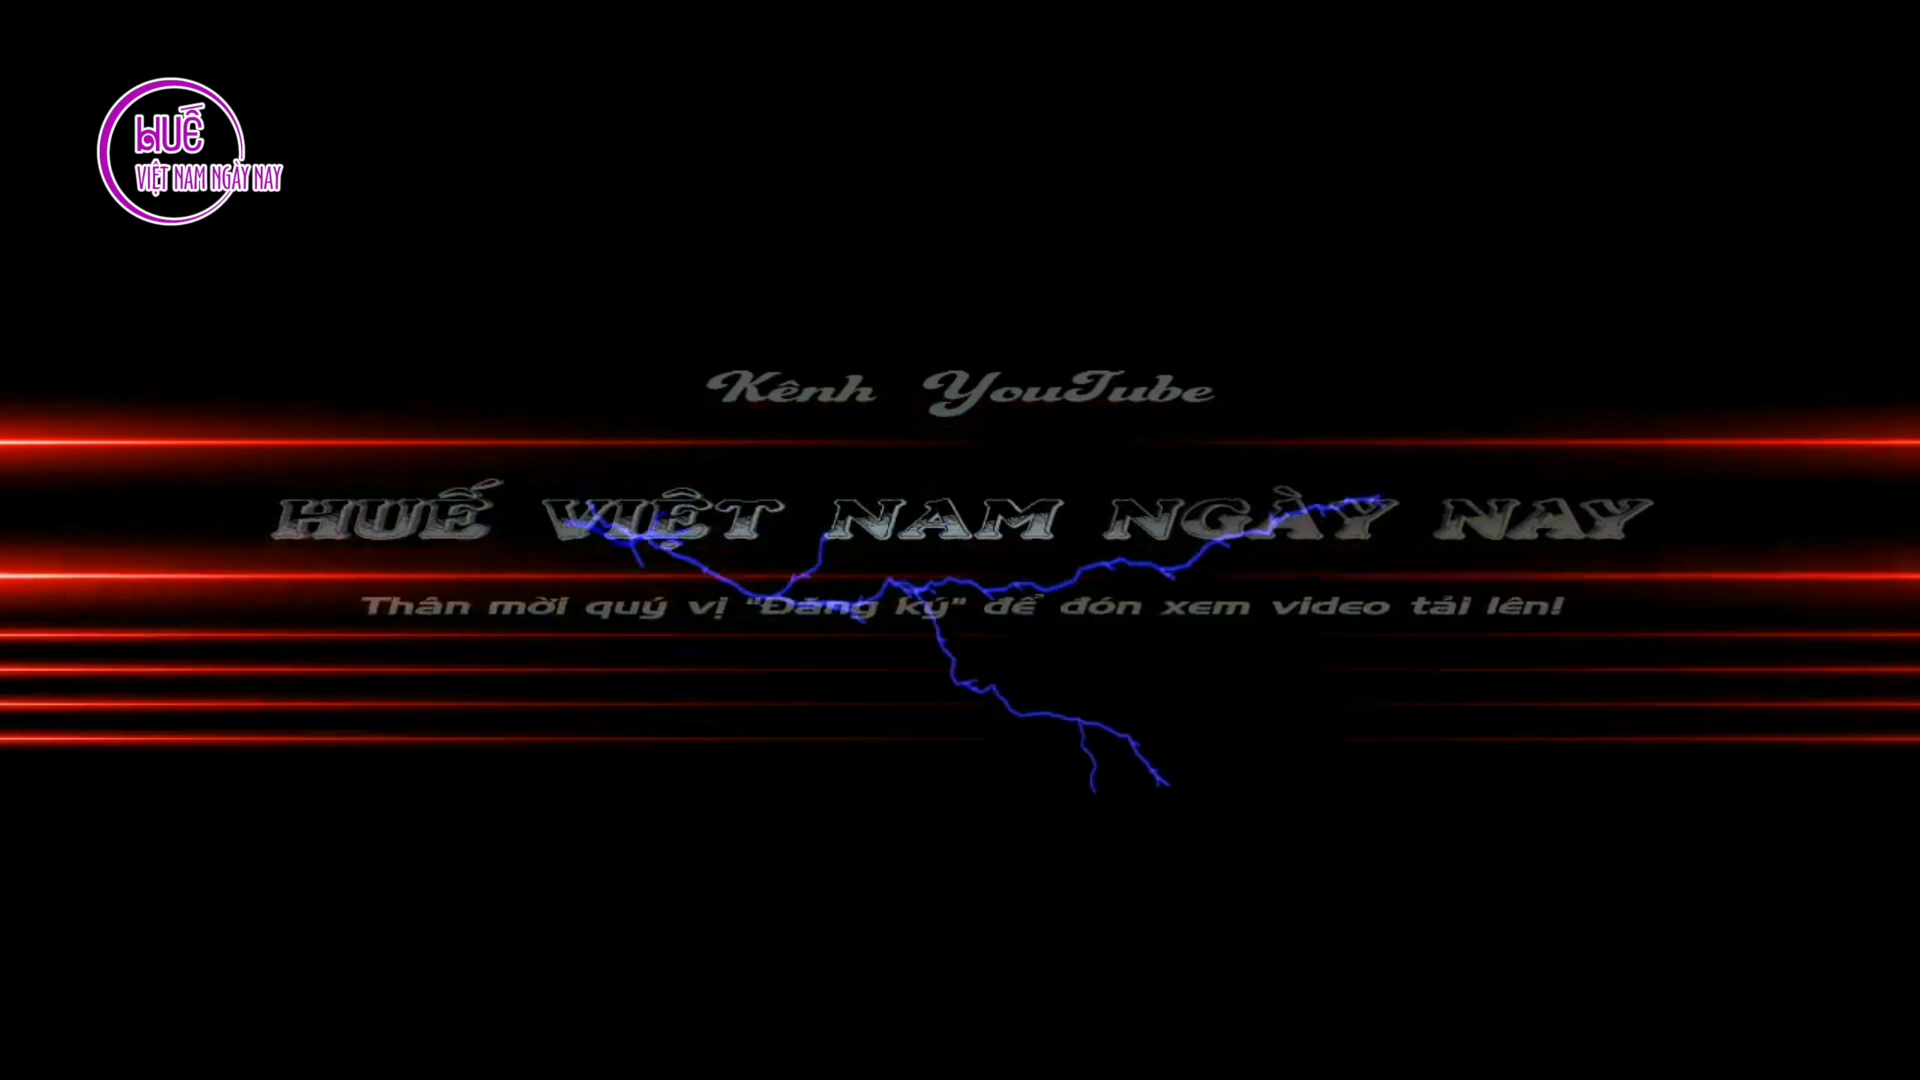 HUẾ
VIỆT NAM NGÀY NAY
Kênh YouTube
HUẾ VIỆT NAM NGÀY NAY
Thân mời quý vị "Đăng ký" để đón xem video tải lên!